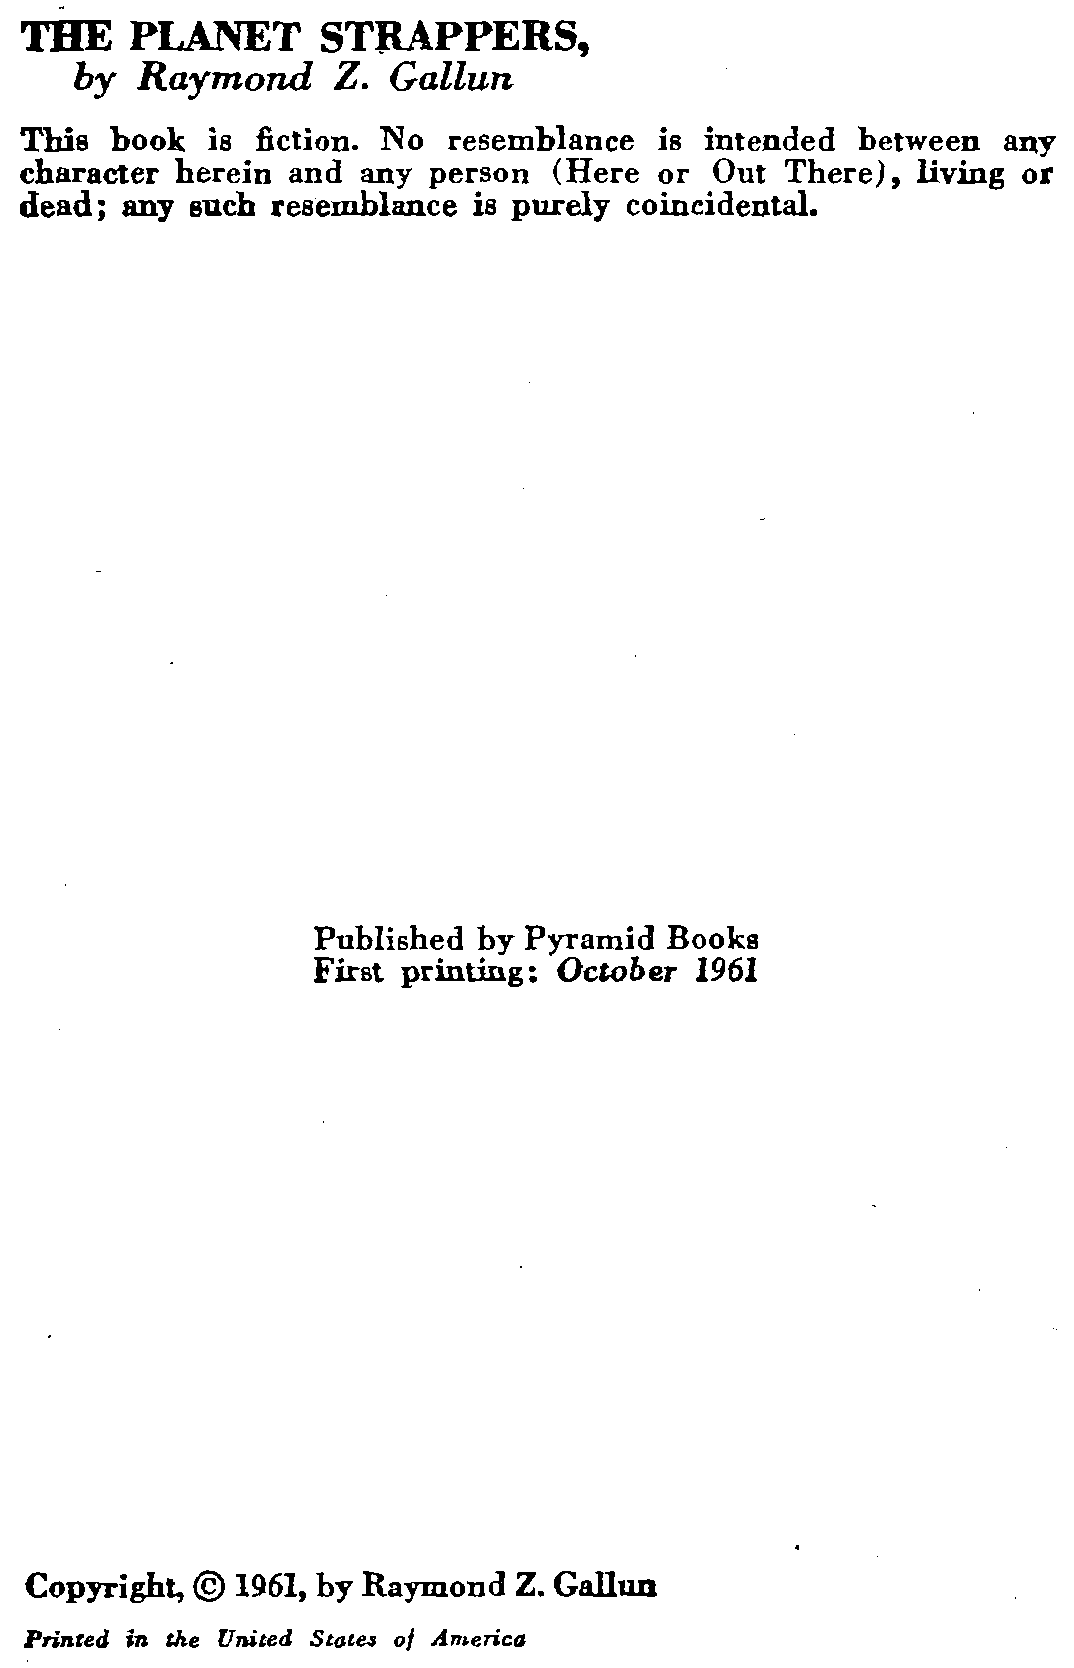 THE PLANET STRAPPERS,
by Raymond Z. Gallun
This book is fiction. No resemblance is intended between any
character herein and any person (Here or Out There), living or
dead; any such resemblance is purely coincidental.
Published by Pyramid Books
First printing: October 1961
Copyright, © 1961, by Raymond Z. Gallun
Printed in the United States of America